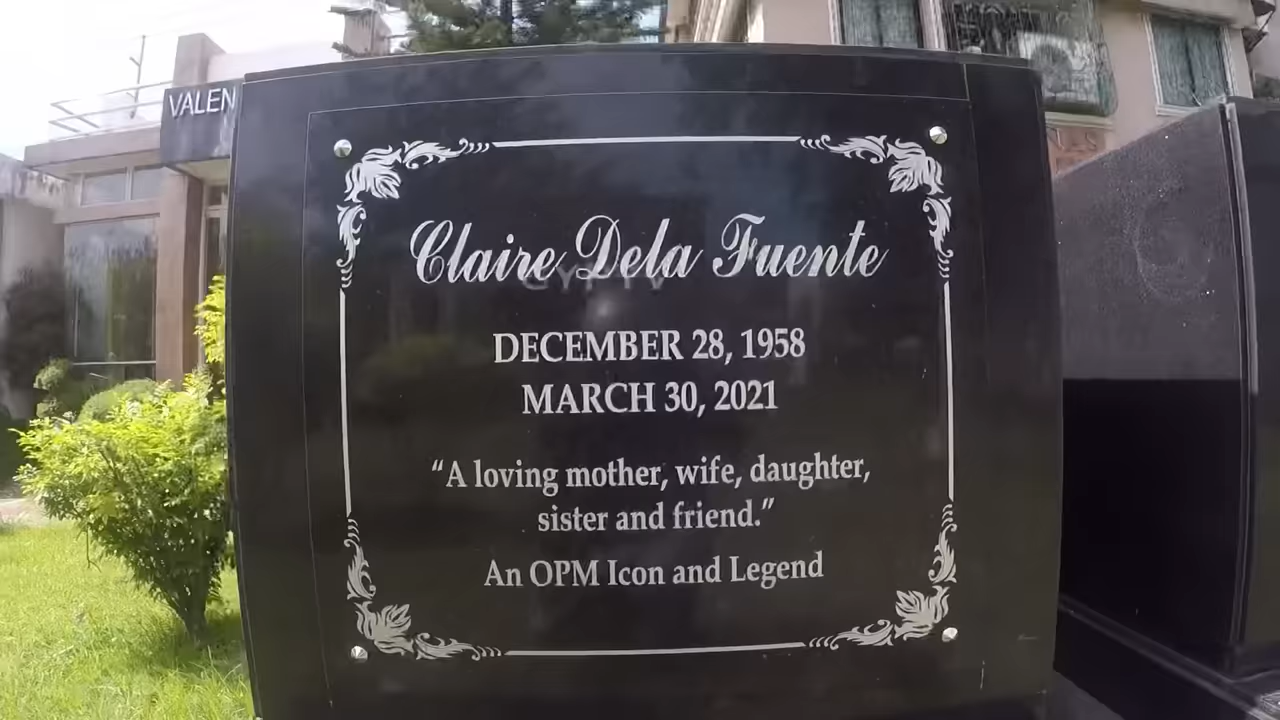 VALEN
Claire Dela Fuente
DECEMBER 28, 1958
MARCH 30, 2021
“A loving mother, wife, daughter,
sister and friend.”
An OPM Icon and Legend